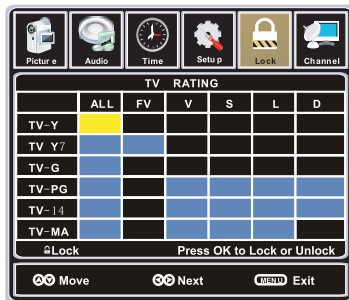 Pictur e Audio Time Setu p Lock Channel
TV RATING
ALL FV V S L D
TV-Y
TV Y7
TV-G
TV-PG
TV-14
TV-MA
Lock Press OK to Lock or Unlock
Move Next MENU Exit